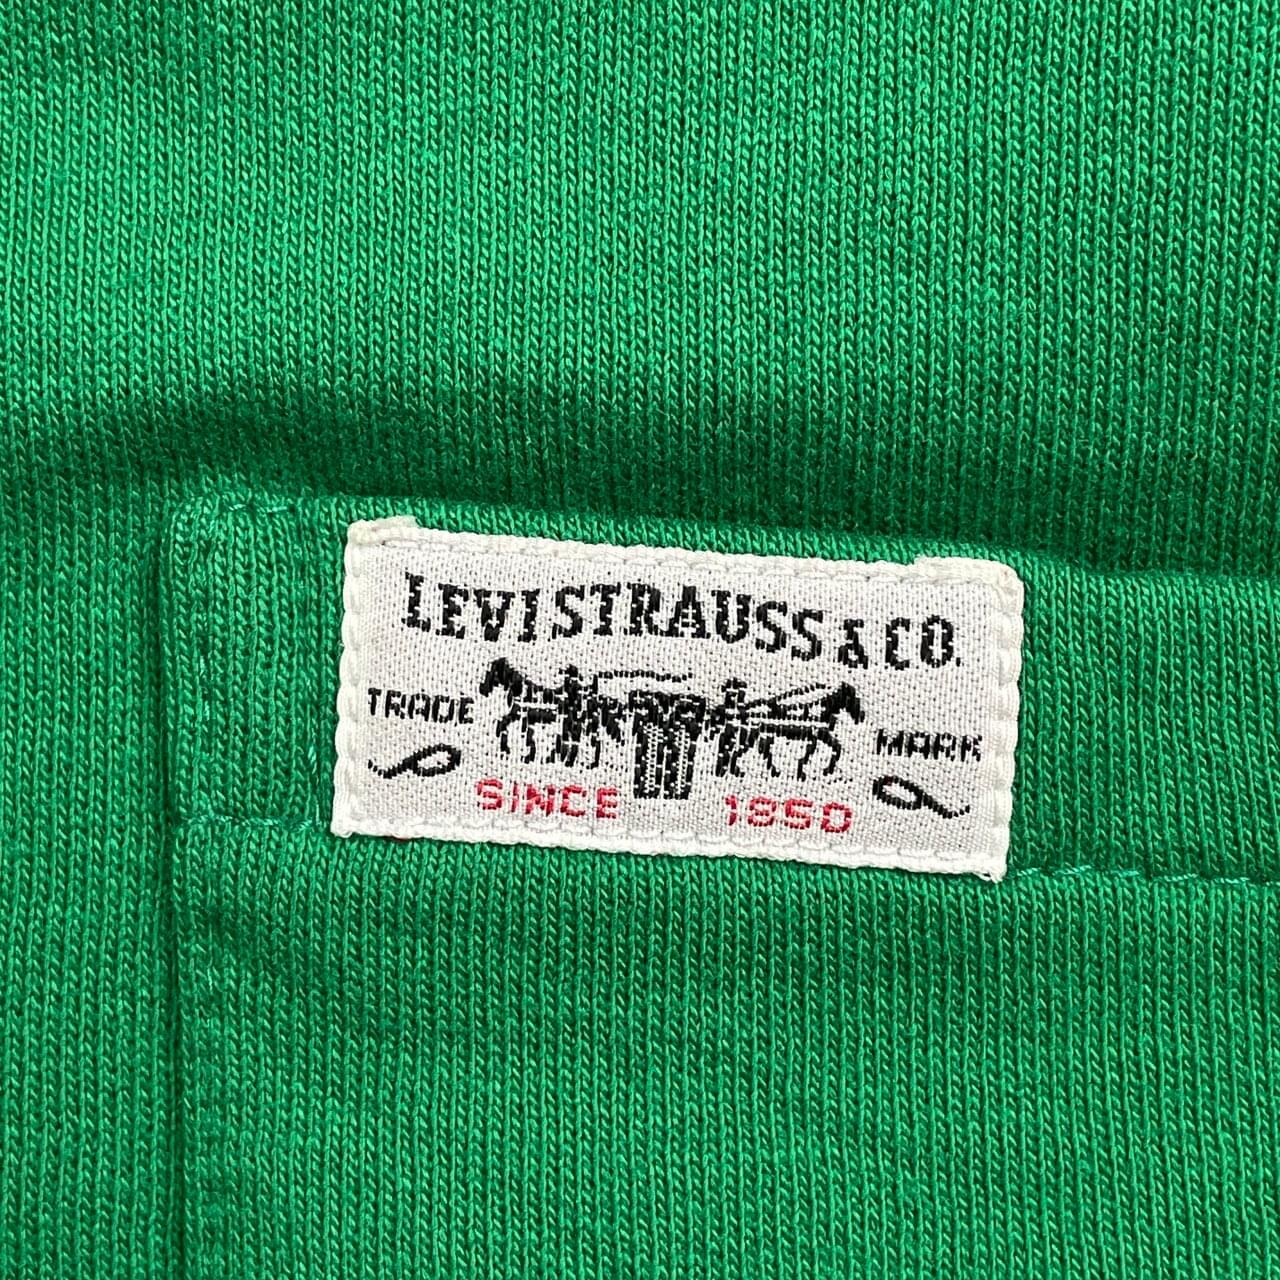 LEVI STRAUSS & CO.
TRADE MARK
SINCE 1850